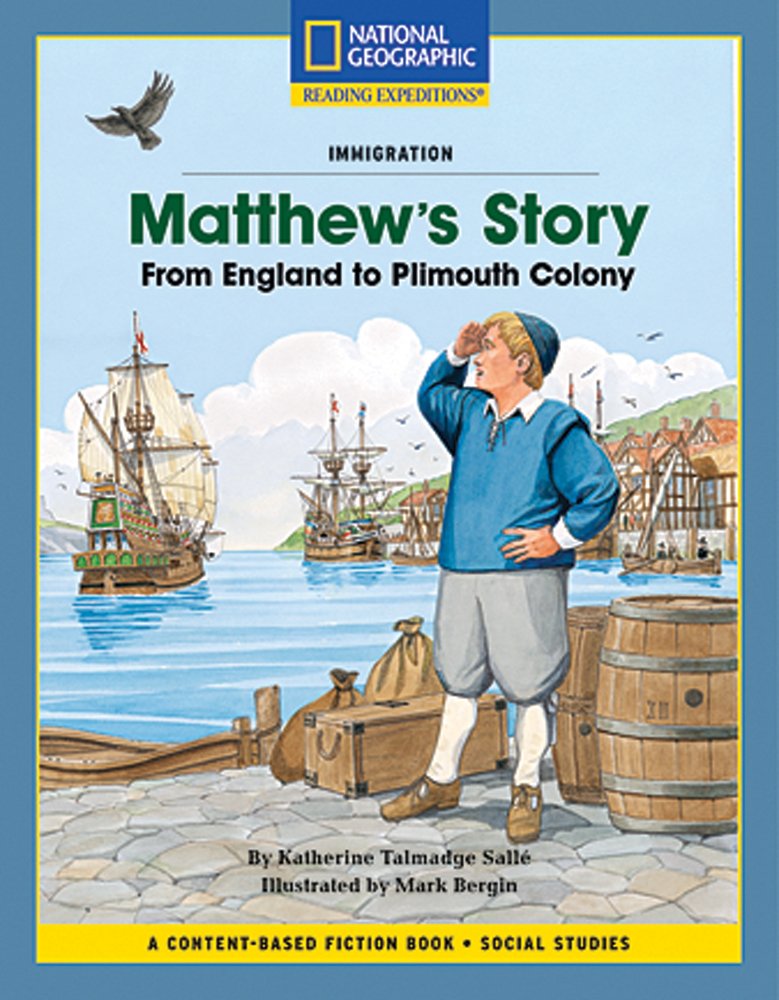 NATIONAL
GEOGRAPHIC
READING EXPEDITIONS®
IMMIGRATION
Matthew's Story
From England to Plimouth Colony
By Katherine Talmadge Sallé
Illustrated by Mark Bergin
A CONTENT-BASED FICTION BOOK • SOCIAL STUDIES